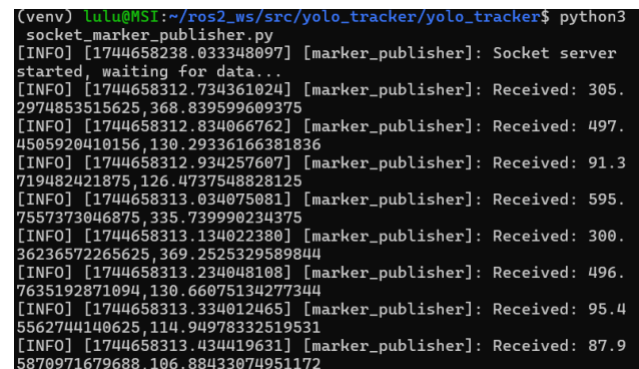 (venv) lulu@MSI:~/ros2_ws/src/yolo_tracker/yolo_tracker$ python3
 socket_marker_publisher.py
[INFO] [1744658238.033348097] [marker_publisher]: Socket server
started, waiting for data...
[INFO] [1744658312.734361024] [marker_publisher]: Received: 305.
2974853515625,368.839599609375
[INFO] [1744658312.834066762] [marker_publisher]: Received: 497.
4505920410156,130.29336166381836
[INFO] [1744658312.934257607] [marker_publisher]: Received: 91.3
719482421875,126.4737548828125
[INFO] [1744658313.034075081] [marker_publisher]: Received: 595.
7557373046875,335.739990234375
[INFO] [1744658313.134022380] [marker_publisher]: Received: 300.
36236572265625,369.2525329589844
[INFO] [1744658313.234048108] [marker_publisher]: Received: 496.
7635192871094,130.66075134277344
[INFO] [1744658313.334012465] [marker_publisher]: Received: 95.4
5562744140625,114.94978332519531
[INFO] [1744658313.434419631] [marker_publisher]: Received: 87.9
5870971679688,106.88433074951172